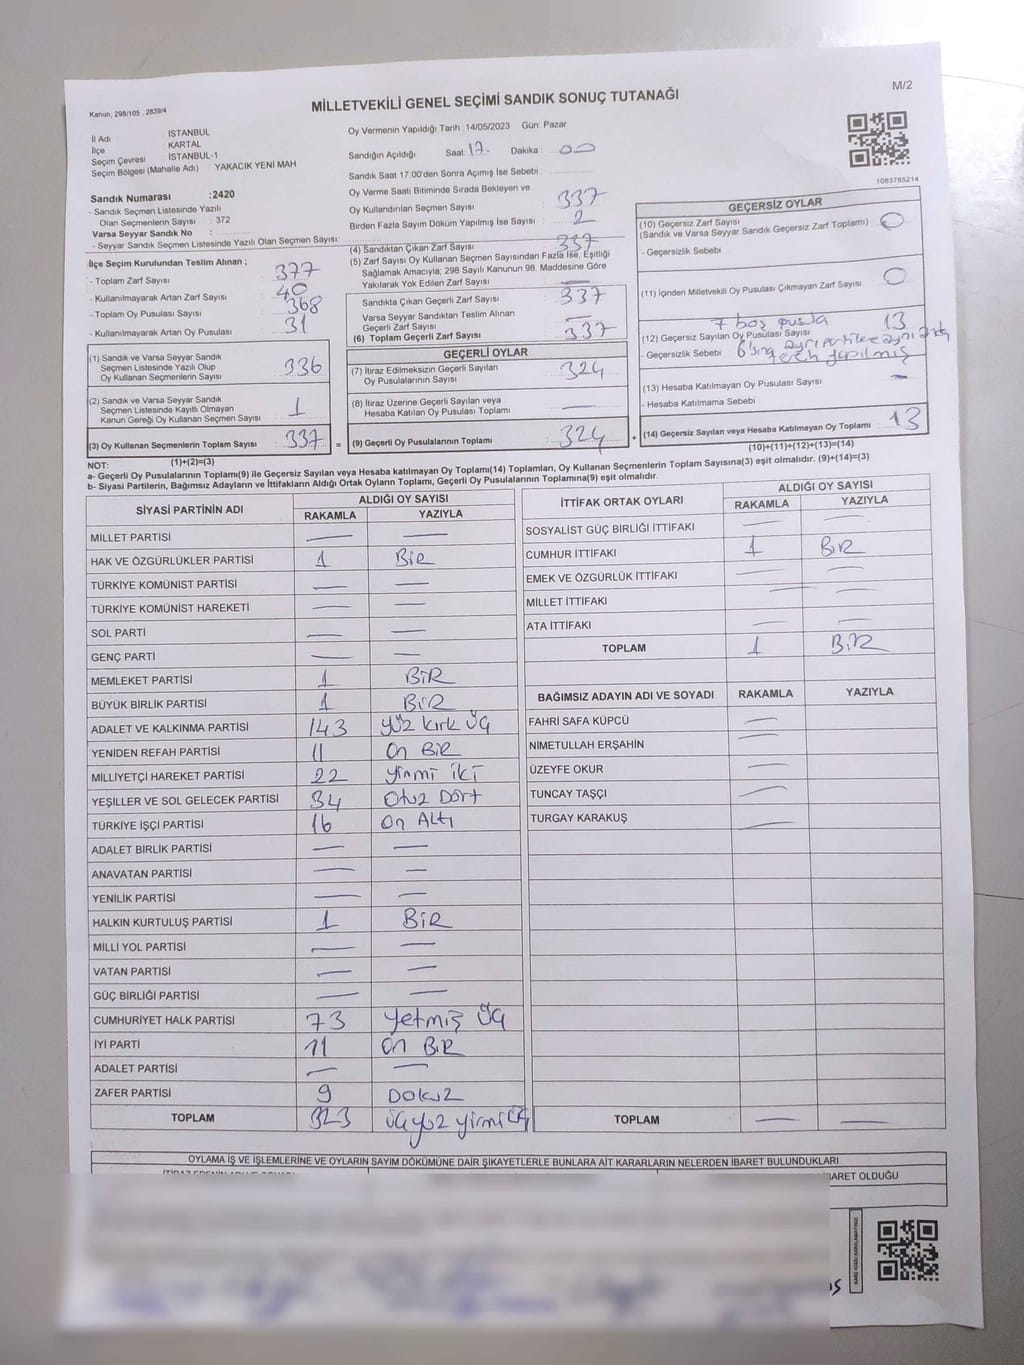 Kanun: 298/105, 2839/4
MİLLETVEKİLİ GENEL SEÇİMİ SANDIK SONUÇ TUTANAĞI
M/2
İl Adı İSTANBUL
İlçe KARTAL
Seçim Çevresi İSTANBUL-1
Seçim Bölgesi (Mahalle Adı) YAKACIK YENİ MAH
Sandık Numarası :2420
- Sandık Seçmen Listesinde Yazılı
Olan Seçmenlerin Sayısı : 372
Varsa Seyyar Sandık No :
- Seyyar Sandık Seçmen Listesinde Yazılı Olan Seçmen Sayısı:
İlçe Seçim Kurulundan Teslim Alınan ;
- Toplam Zarf Sayısı : 377
- Kullanılmayarak Artan Zarf Sayısı : 40
- Toplam Oy Pusulası Sayısı : 368
- Kullanılmayarak Artan Oy Pusulası : 31
(1) Sandık ve Varsa Seyyar Sandık
Seçmen Listesinde Yazılı Olup
Oy Kullanan Seçmenlerin Sayısı : 336
(2) Sandık ve Varsa Seyyar Sandık
Seçmen Listesinde Kayıtlı Olmayan
Kanun Gereği Oy Kullanan Seçmen Sayısı : 1
(3) Oy Kullanan Seçmenlerin Toplam Sayısı : 337 =
(1)+(2)=(3)
Oy Vermenin Yapıldığı Tarih :14/05/2023 Gün: Pazar
Sandığın Açıldığı Saat: 17. Dakika : 00
Sandık Saat 17.00'den Sonra Açımış İse Sebebi :
Oy Verme Saati Bitiminde Sırada Bekleyen ve
Oy Kullandırılan Seçmen Sayısı : 337
Birden Fazla Sayım Döküm Yapılmış İse Sayısı : 2
(4) Sandıktan Çıkan Zarf Sayısı : 337
(5) Zarf Sayısı Oy Kullanan Seçmen Sayısından Fazla İse, Eşitliği
Sağlamak Amacıyla; 298 Sayılı Kanunun 98. Maddesine Göre
Yakılarak Yok Edilen Zarf Sayısı : —
Sandıkta Çıkan Geçerli Zarf Sayısı : 337
Varsa Seyyar Sandıktan Teslim Alınan
Geçerli Zarf Sayısı : —
(6) Toplam Geçerli Zarf Sayısı : 337
GEÇERLİ OYLAR
(7) İtiraz Edilmeksizin Geçerli Sayılan
Oy Pusulalarının Sayısı : 324
(8) İtiraz Üzerine Geçerli Sayılan veya
Hesaba Katılan Oy Pusulası Toplamı : —
(9) Geçerli Oy Pusulalarının Toplamı : 324 +
1083785214
GEÇERSİZ OYLAR
(10) Geçersiz Zarf Sayısı : 0
(Sandık ve Varsa Seyyar Sandık Geçersiz Zarf Toplamı)
- Geçersizlik Sebebi :
(11) İçinden Milletvekili Oy Pusulası Çıkmayan Zarf Sayısı : 0
7 boş pusula
(12) Geçersiz Sayılan Oy Pusulası Sayısı : 13
- Geçersizlik Sebebi ayrı yapılmış
(13) Hesaba Katılmayan Oy Pusulası Sayısı : —
- Hesaba Katılmama Sebebi :
(14) Geçersiz Sayılan veya Hesaba Katılmayan Oy Toplamı : 13
(10)+(11)+(12)+(13)=(14)
NOT:
a- Geçerli Oy Pusulalarının Toplamı(9) ile Geçersiz Sayılan veya Hesaba katılmayan Oy Toplamı(14) Toplamları, Oy Kullanan Seçmenlerin Toplam Sayısına(3) eşit olmalıdır. (9)+(14)=(3)
b- Siyasi Partilerin, Bağımsız Adayların ve İttifakların Aldığı Ortak Oyların Toplamı, Geçerli Oy Pusulalarının Toplamına(9) eşit olmalıdır.
SİYASİ PARTİNİN ADI ALDIĞI OY SAYISI
RAKAMLA YAZIYLA
MİLLET PARTİSİ — —
HAK VE ÖZGÜRLÜKLER PARTİSİ 1 BİR
TÜRKİYE KOMÜNİST PARTİSİ — —
TÜRKİYE KOMÜNİST HAREKETİ — —
SOL PARTİ — —
GENÇ PARTİ — —
MEMLEKET PARTİSİ 1 BİR
BÜYÜK BİRLİK PARTİSİ 1 BİR
ADALET VE KALKINMA PARTİSİ 143 yüz kırk üç
YENİDEN REFAH PARTİSİ 11 On BİR
MİLLİYETÇİ HAREKET PARTİSİ 22 yirmi iki
YEŞİLLER VE SOL GELECEK PARTİSİ 34 Otuz Dört
TÜRKİYE İŞÇİ PARTİSİ 16 On Altı
ADALET BİRLİK PARTİSİ — —
ANAVATAN PARTİSİ — —
YENİLİK PARTİSİ — —
HALKIN KURTULUŞ PARTİSİ 1 BİR
MİLLİ YOL PARTİSİ — —
VATAN PARTİSİ — —
GÜÇ BİRLİĞİ PARTİSİ — —
CUMHURİYET HALK PARTİSİ 73 Yetmiş Üç
İYİ PARTİ 11 On BİR
ADALET PARTİSİ — —
ZAFER PARTİSİ 9 Dokuz
TOPLAM 323 üçyüz yirmi üç
İTTİFAK ORTAK OYLARI ALDIĞI OY SAYISI
RAKAMLA YAZIYLA
SOSYALİST GÜÇ BİRLİĞİ İTTİFAKI — —
CUMHUR İTTİFAKI 1 BİR
EMEK VE ÖZGÜRLÜK İTTİFAKI — —
MİLLET İTTİFAKI — —
ATA İTTİFAKI — —
TOPLAM 1 BİR
BAĞIMSIZ ADAYIN ADI VE SOYADI RAKAMLA YAZIYLA
FAHRİ SAFA KÜPCÜ —
NİMETULLAH ERŞAHİN —
ÜZEYFE OKUR —
TUNCAY TAŞÇI —
TURGAY KARAKUŞ —
TOPLAM — —
OYLAMA İŞ VE İŞLEMLERİNE VE OYLARIN SAYIM DÖKÜMÜNE DAİR ŞİKAYETLERLE BUNLARA AİT KARARLARIN NELERDEN İBARET BULUNDUKLARI
İBARET OLDUĞU